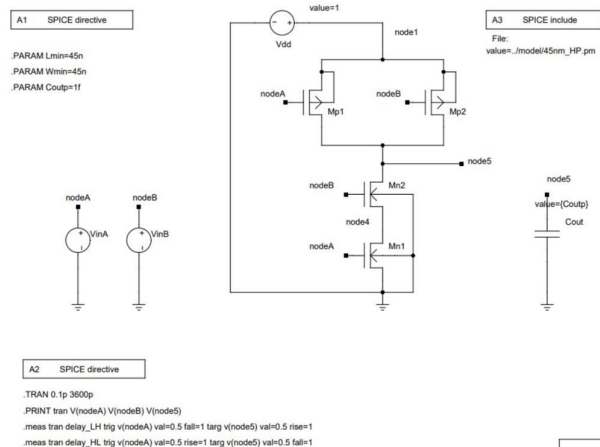 A1 SPICE directive
.PARAM Lmin=45n
.PARAM Wmin=45n
.PARAM Coutp=1f
value=1
- +
Vdd
node1
A3 SPICE include
File:
value=../model/45nm_HP.pm
nodeA
Mp1
nodeB
Mp2
node5
nodeB
Mn2
node4
nodeA
Mn1
nodeA
+
VinA
nodeB
+
VinB
node5
value={Coutp}
Cout
A2 SPICE directive
.TRAN 0.1p 3600p
.PRINT tran V(nodeA) V(nodeB) V(node5)
.meas tran delay_LH trig v(nodeA) val=0.5 fall=1 targ v(node5) val=0.5 rise=1
.meas tran delay_HL trig v(nodeA) val=0.5 rise=1 targ v(node5) val=0.5 fall=1